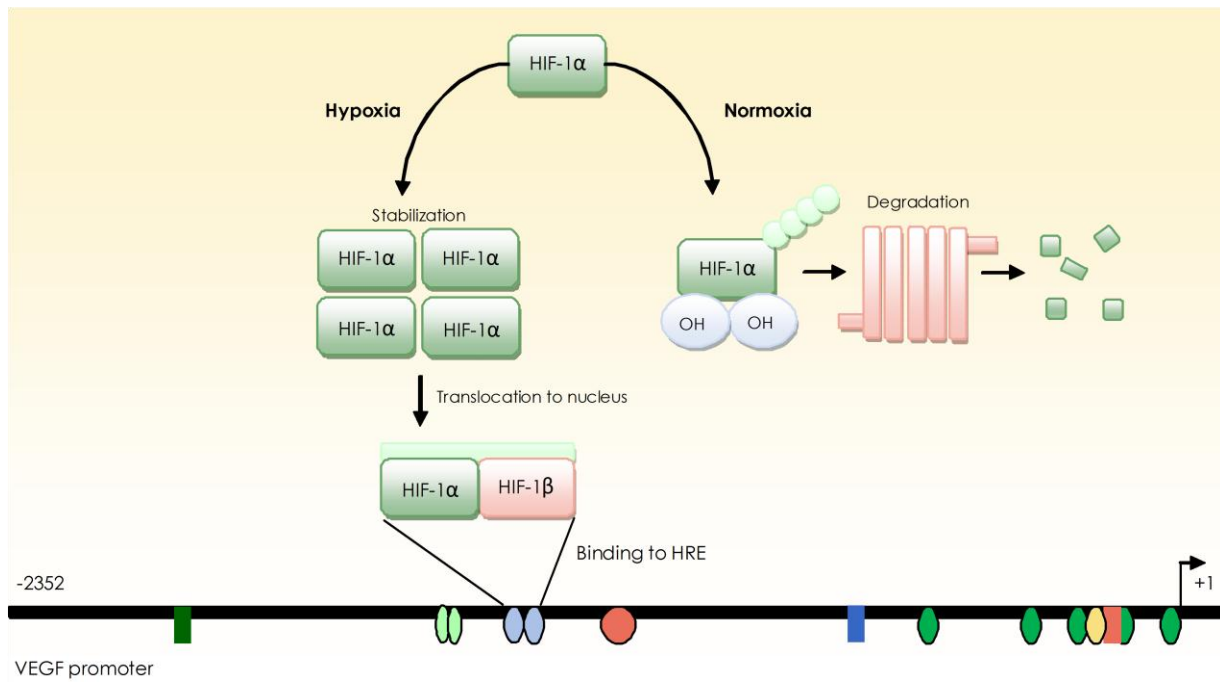 HIF-1α
Hypoxia
Normoxia
Stabilization
Degradation
HIF-1α
HIF-1α
HIF-1α
HIF-1α
HIF-1α
OH
OH
Translocation to nucleus
HIF-1α
HIF-1β
Binding to HRE
-2352
+1
VEGF promoter